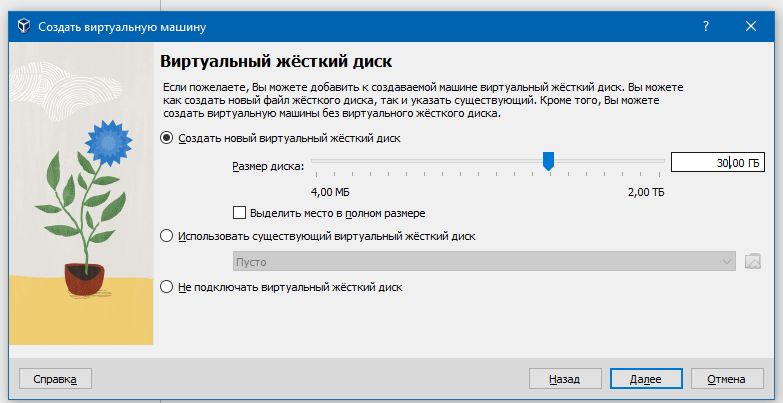 Создать виртуальную машину
Виртуальный жёсткий диск
Если пожелаете, Вы можете добавить к создаваемой машине виртуальный жёсткий диск. Вы можете
как создать новый файл жёсткого диска, так и указать существующий. Кроме того, Вы можете
создать виртуальную машины без виртуального жёсткого диска.
Создать новый виртуальный жёсткий диск
Размер диска:
30,00 ГБ
4,00 МБ
2,00 ТБ
Выделить место в полном размере
Использовать существующий виртуальный жёсткий диск
Пусто
Не подключать виртуальный жёсткий диск
Справка
Назад
Далее
Отмена